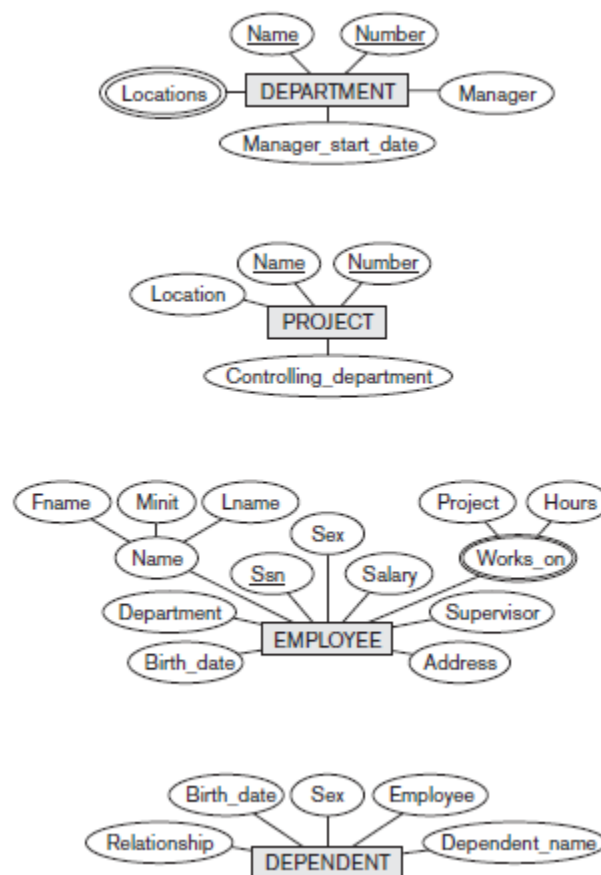 Name Number
Locations DEPARTMENT Manager
Manager_start_date
Name Number
Location
PROJECT
Controlling_department
Fname Minit Lname Project Hours
Sex
Name Works_on
Ssn Salary
Department Supervisor
EMPLOYEE
Birth_date Address
Birth_date Sex Employee
Relationship Dependent_name
DEPENDENT